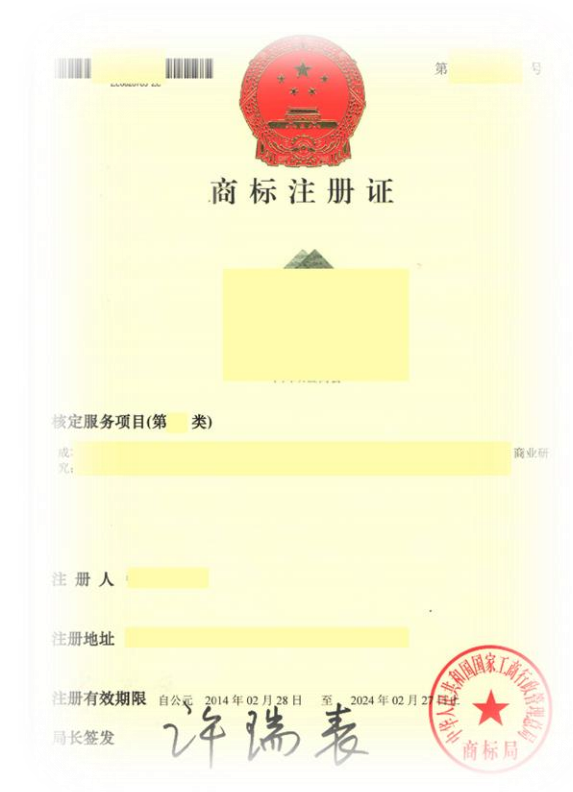 第 号
商标注册证
核定服务项目(第 类)
商业研
究;
注 册 人
注册地址
注册有效期限 自公元 2014 年 02 月 28 日 至 2024 年 02 月 27 日止
局长签发 许瑞表
中华人民共和国国家工商行政管理总局
商标局